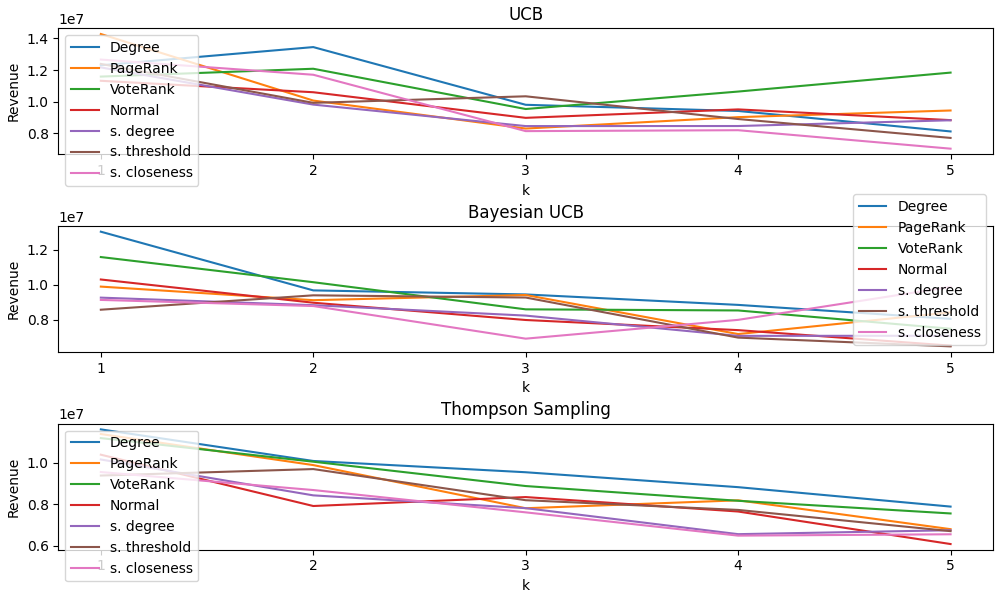 UCB
1e7
Revenue
1.4
1.2
1.0
0.8
Degree
PageRank
VoteRank
Normal
s. degree
s. threshold
s. closeness
1 2 3 4 5
k
Bayesian UCB
1e7
Revenue
1.2
1.0
0.8
Degree
PageRank
VoteRank
Normal
s. degree
s. threshold
s. closeness
1 2 3 4 5
k
Thompson Sampling
1e7
Revenue
1.0
0.8
0.6
Degree
PageRank
VoteRank
Normal
s. degree
s. threshold
s. closeness
1 2 3 4 5
k